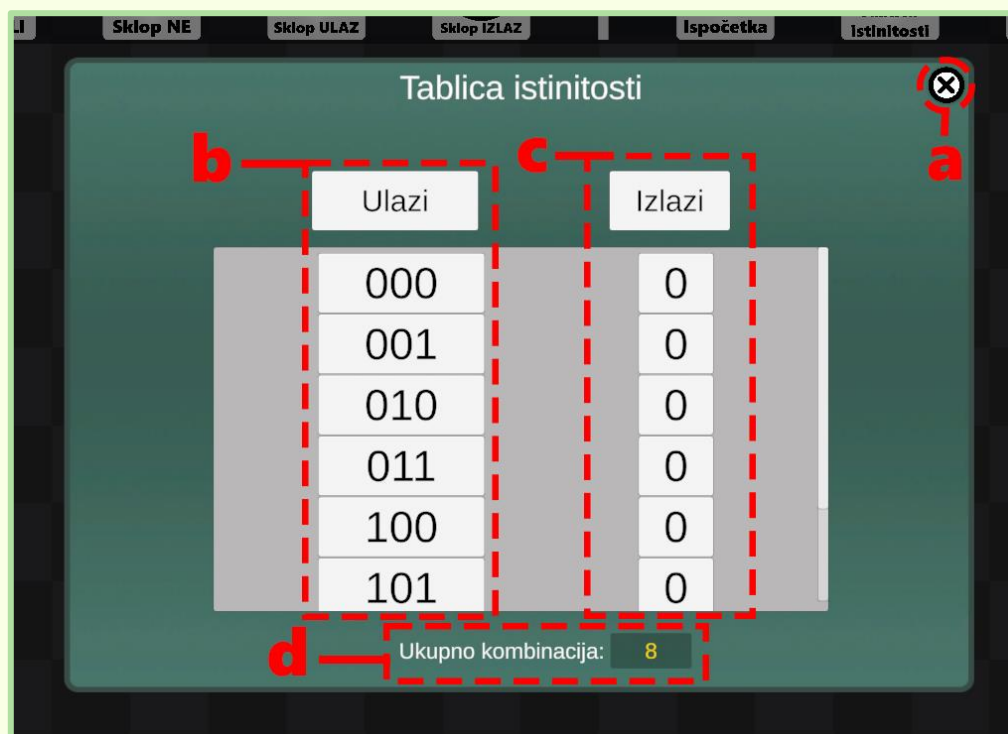 Sklop NE
Sklop ULAZ
Sklop IZLAZ
Ispočetka
istinitosti
Tablica istinitosti
a
b
c
Ulazi
Izlazi
000 0
001 0
010 0
011 0
100 0
101 0
d
Ukupno kombinacija: 8